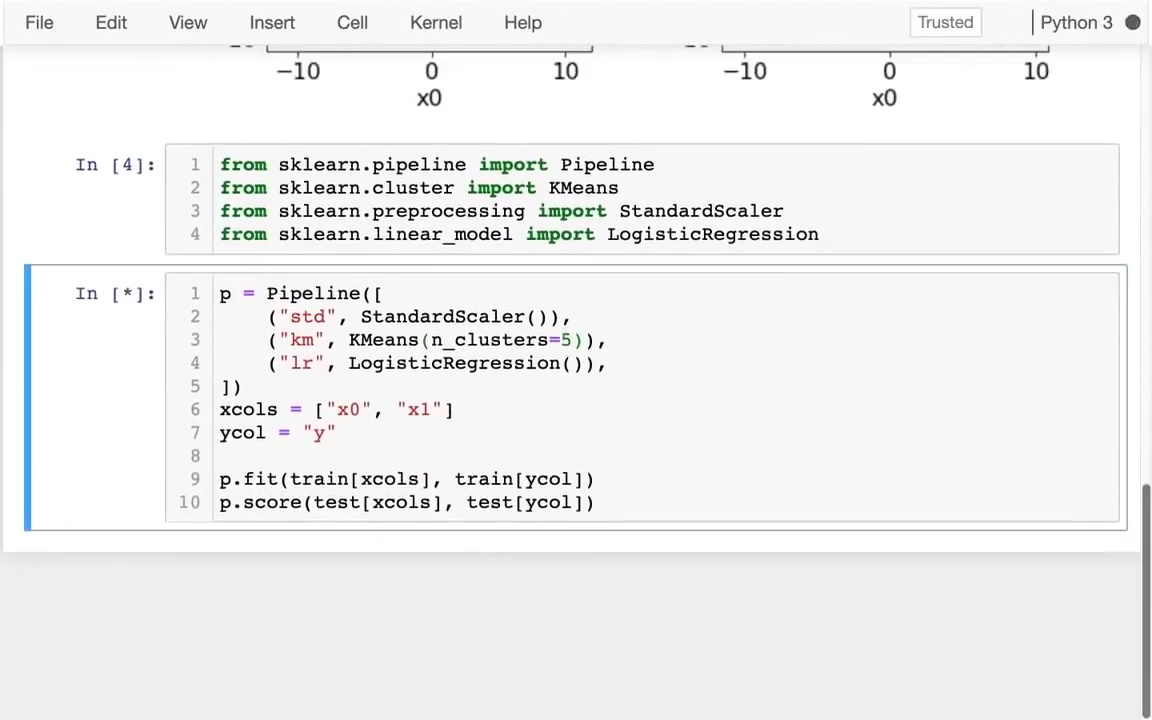 File Edit View Insert Cell Kernel Help Trusted Python 3
−10 0 10 −10 0 10
x0 x0
In [4]:
1 from sklearn.pipeline import Pipeline
2 from sklearn.cluster import KMeans
3 from sklearn.preprocessing import StandardScaler
4 from sklearn.linear_model import LogisticRegression
In [*]:
1 p = Pipeline([
2     ("std", StandardScaler()),
3     ("km", KMeans(n_clusters=5)),
4     ("lr", LogisticRegression()),
5 ])
6 xcols = ["x0", "x1"]
7 ycol = "y"
8
9 p.fit(train[xcols], train[ycol])
10 p.score(test[xcols], test[ycol])